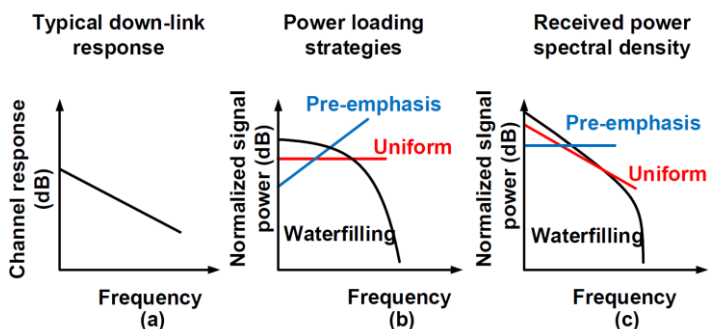 Typical down-link
response
Channel response
(dB)
Frequency
(a)
Power loading
strategies
Normalized signal
power (dB)
Pre-emphasis
Uniform
Waterfilling
Frequency
(b)
Received power
spectral density
Normalized sIgnal
power (dB)
Pre-emphasis
Uniform
Waterfilling
Frequency
(c)